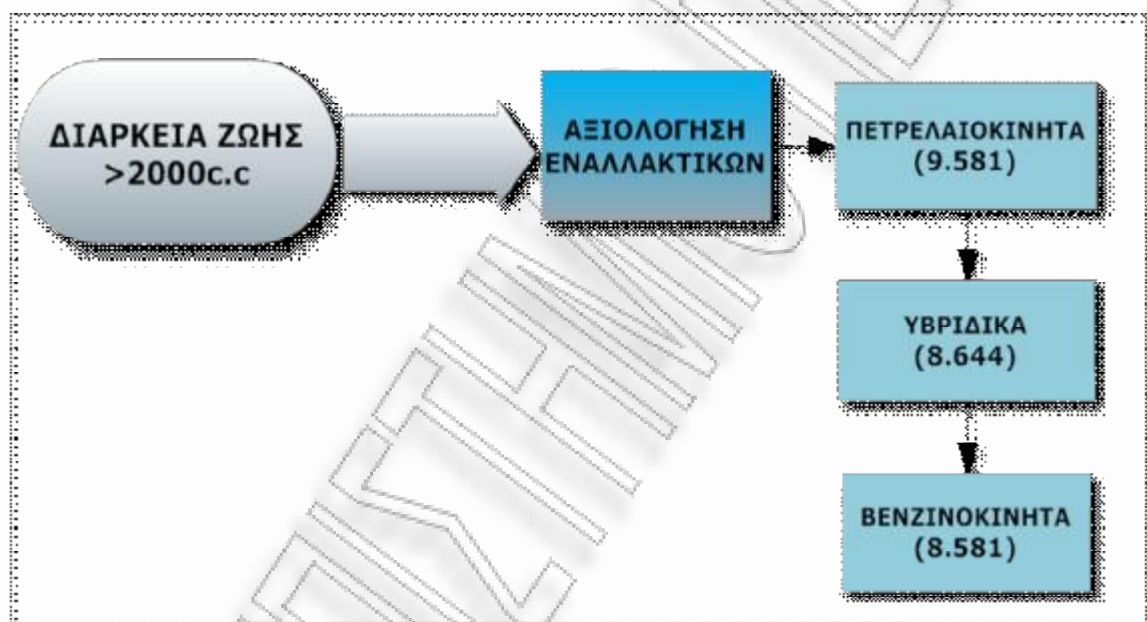 ΔΙΑΡΚΕΙΑ ΖΩΗΣ
>2000c.c
ΑΞΙΟΛΟΓΗΣΗ
ΕΝΑΛΛΑΚΤΙΚΩΝ
ΠΕΤΡΕΛΑΙΟΚΙΝΗΤΑ
(9.581)
ΥΒΡΙΔΙΚΑ
(8.644)
ΒΕΝΖΙΝΟΚΙΝΗΤΑ
(8.581)